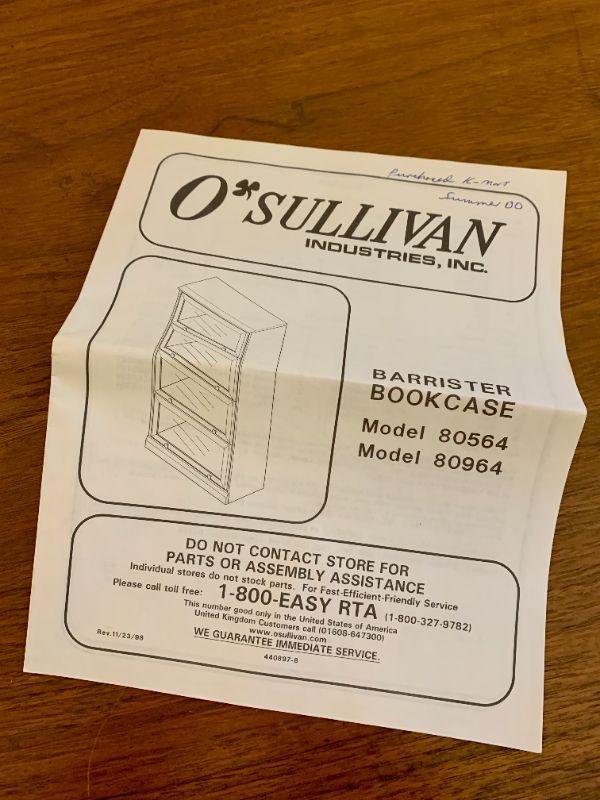 Purchased K-mart
Summer 00
O'SULLIVAN
INDUSTRIES, INC.
BARRISTER
BOOKCASE
Model 80564
Model 80964
DO NOT CONTACT STORE FOR
PARTS OR ASSEMBLY ASSISTANCE
Individual stores do not stock parts. For Fast-Efficient-Friendly Service
Please call toll free: 1-800-EASY RTA (1-800-327-9782)
This number good only in the United States of America
United Kingdom Customers call (01608-647300)
www.osullivan.com
WE GUARANTEE IMMEDIATE SERVICE.
Rev.11/23/98
440897-B